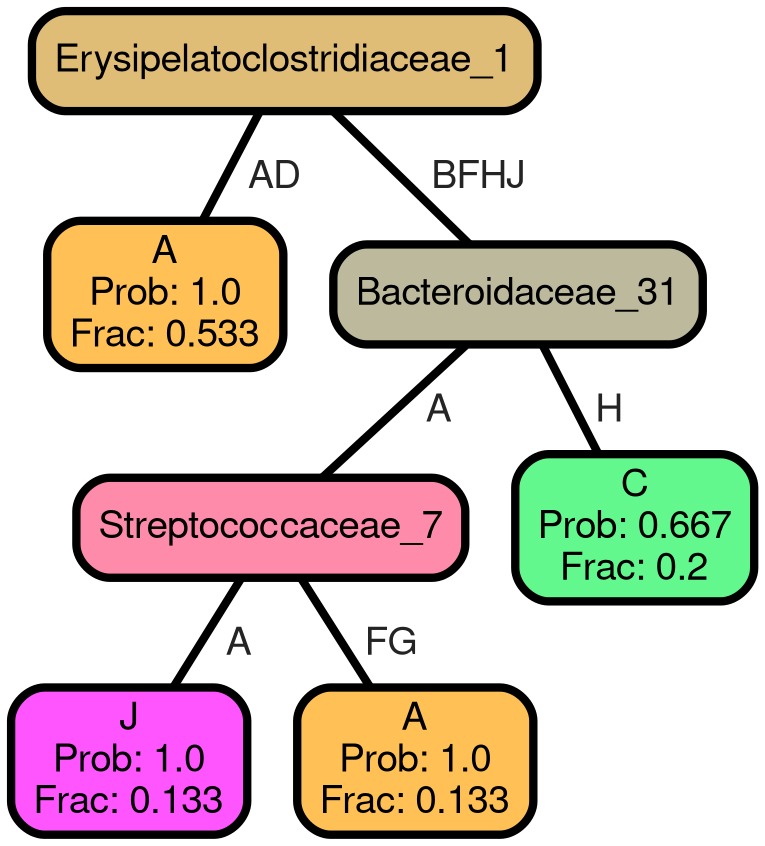 Erysipelatoclostridiaceae_1
AD
BFHJ
A
Prob: 1.0
Frac: 0.533
Bacteroidaceae_31
A
H
Streptococcaceae_7
C
Prob: 0.667
Frac: 0.2
A
FG
J
Prob: 1.0
Frac: 0.133
A
Prob: 1.0
Frac: 0.133